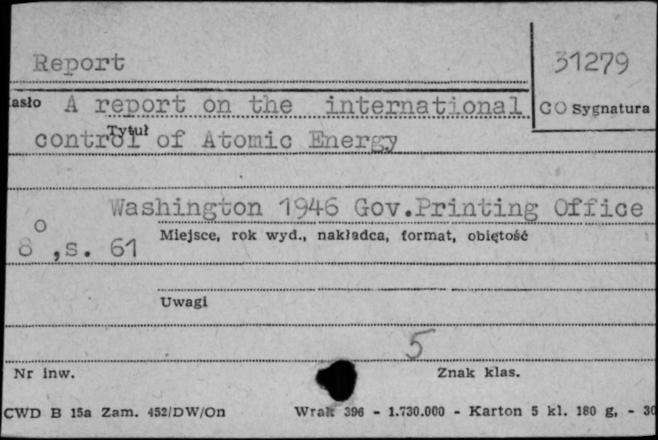 Report
31279
asło A report on the international
CO Sygnatura
Tytuł
control of Atomic Energy
Washington 1946 Gov.Printing Office
8°,s. 61
Miejsce, rok wyd., nakładca, format, objętość
Uwagi
5
Nr inw.
Znak klas.
CWD B 15a Zam. 452/DW/On Wrak 396 - 1.730.000 - Karton 5 kl. 180 g, - 30